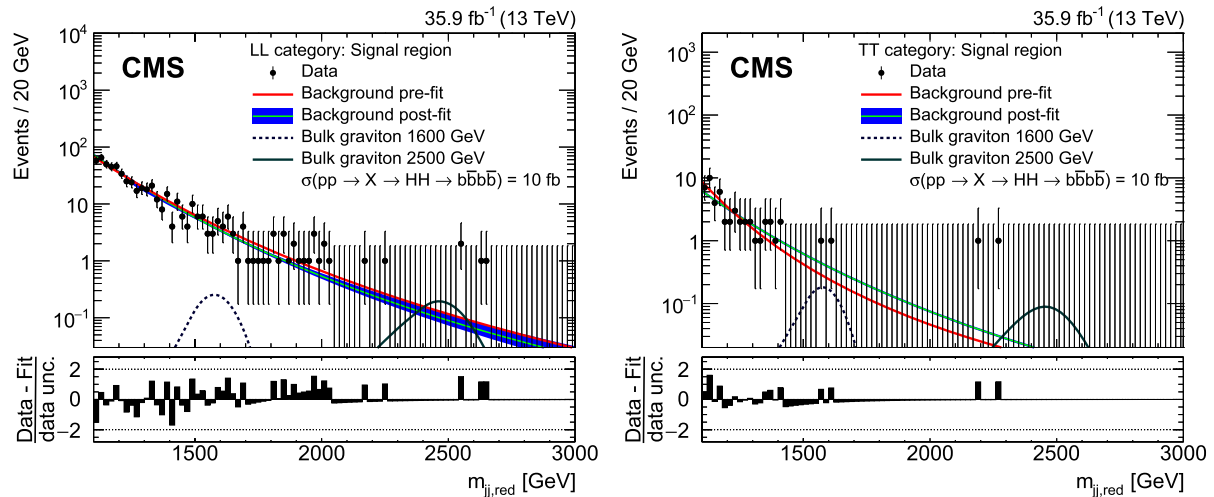 35.9 fb⁻¹ (13 TeV)
Events / 20 GeV
10⁴
10³
10²
10
1
10⁻¹
CMS
LL category: Signal region
Data
Background pre-fit
Background post-fit
Bulk graviton 1600 GeV
Bulk graviton 2500 GeV
σ(pp → X → HH → bb̅bb̅) = 10 fb
Data - Fit
data unc.
2
0
−2
1500 2000 2500 3000
m_jj,red [GeV]
35.9 fb⁻¹ (13 TeV)
Events / 20 GeV
10³
10²
10
1
10⁻¹
CMS
TT category: Signal region
Data
Background pre-fit
Background post-fit
Bulk graviton 1600 GeV
Bulk graviton 2500 GeV
σ(pp → X → HH → bb̅bb̅) = 10 fb
Data - Fit
data unc.
2
0
−2
1500 2000 2500 3000
m_jj,red [GeV]